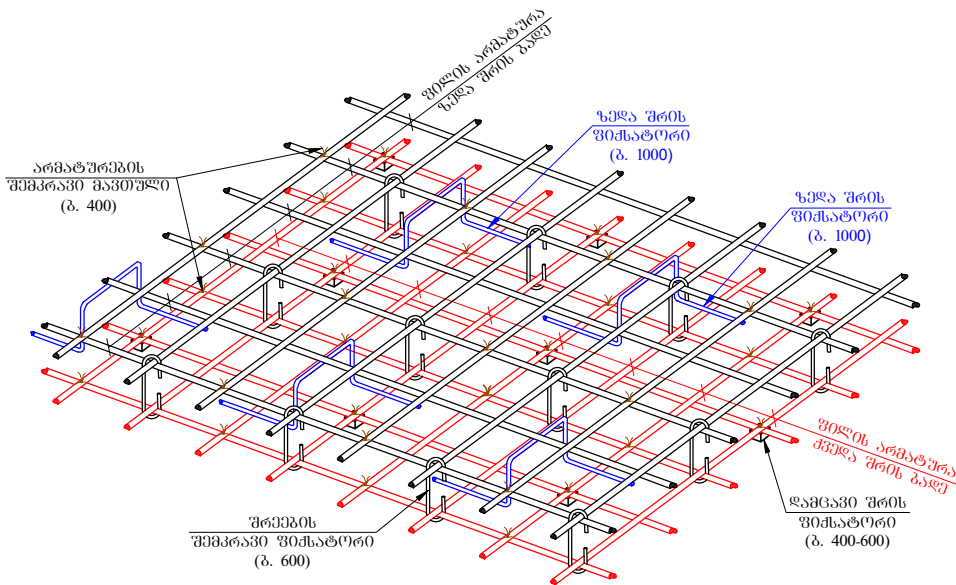 ფილის არმატურა
ზედა შრის ბადე
ზედა შრის
ფიქსატორი
(ბ. 1000)
ზედა შრის
ფიქსატორი
(ბ. 1000)
არმატურების
შემკრავი მავთული
(ბ. 400)
ფილის არმატურა
ქვედა შრის ბადე
შრეების
შემკრავი ფიქსატორი
(ბ. 600)
დამცავი შრის
ფიქსატორი
(ბ. 400-600)